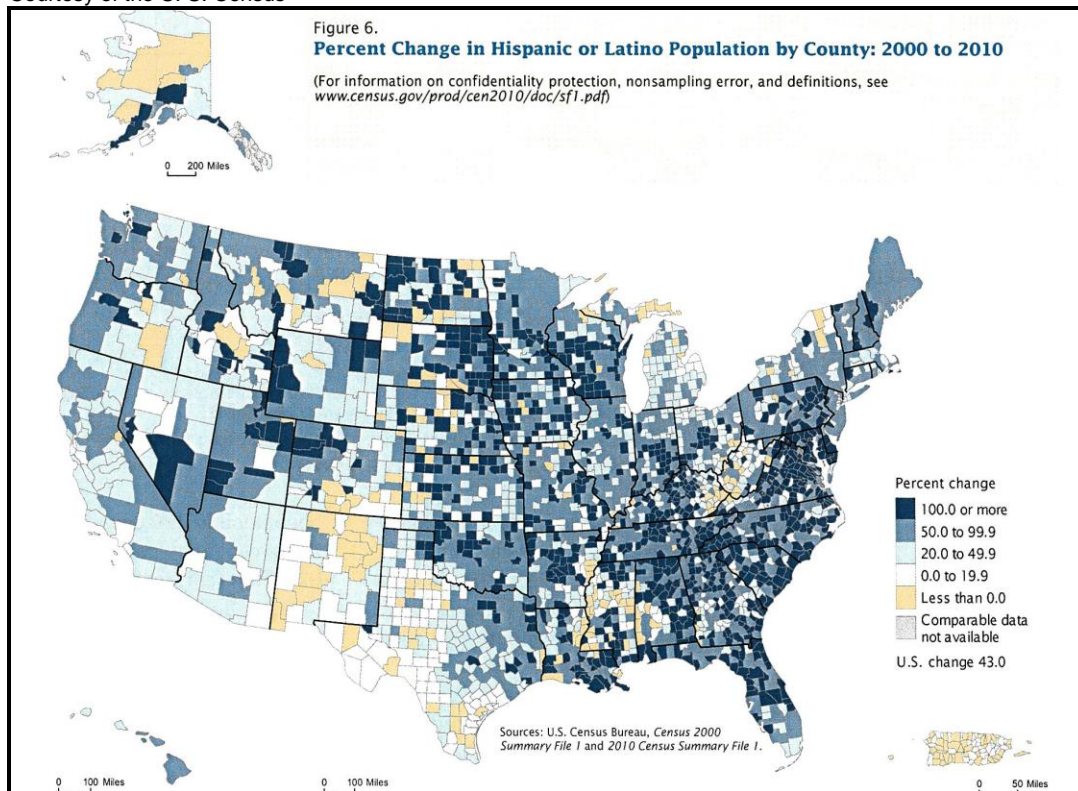 Courtesy of the U. S. Census
Figure 6.
Percent Change in Hispanic or Latino Population by County: 2000 to 2010
(For information on confidentiality protection, nonsampling error, and definitions, see
www.census.gov/prod/cen2010/doc/sf1.pdf)
0 200 Miles
Percent change
100.0 or more
50.0 to 99.9
20.0 to 49.9
0.0 to 19.9
Less than 0.0
Comparable data
not available
U.S. change 43.0
Sources: U.S. Census Bureau, Census 2000
Summary File 1 and 2010 Census Summary File 1.
0 100 Miles
0 100 Miles
0 50 Miles